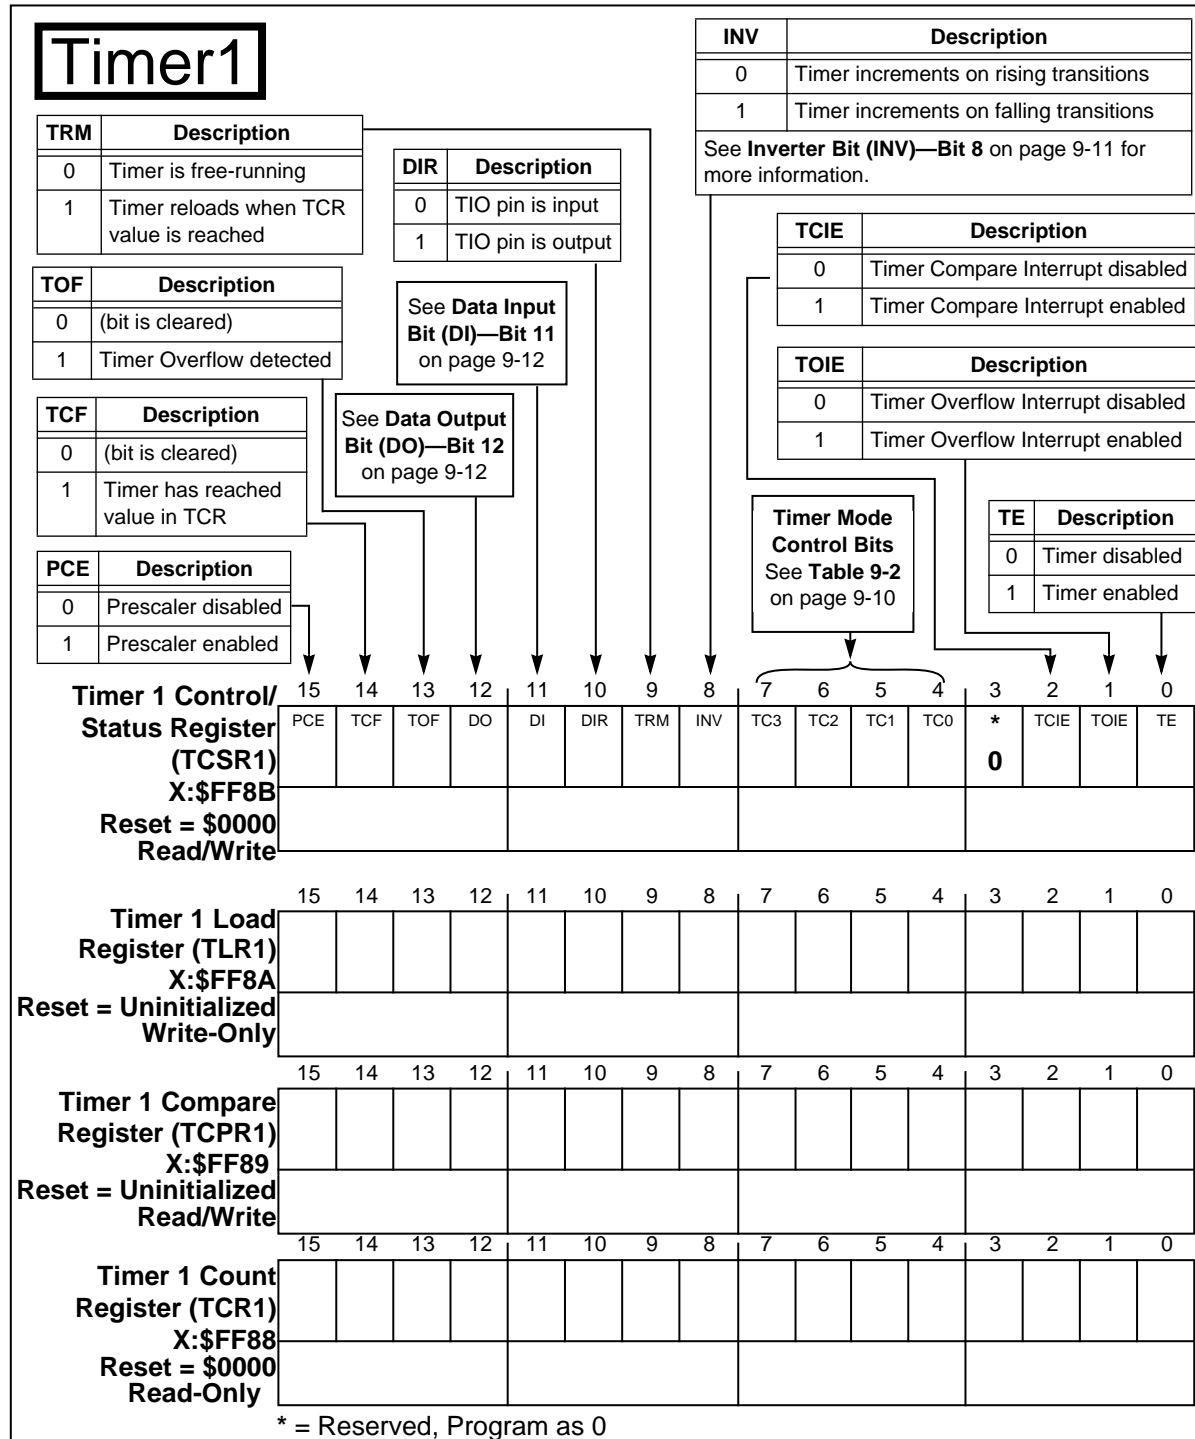 Timer1
INV Description
0 Timer increments on rising transitions
1 Timer increments on falling transitions
See Inverter Bit (INV)—Bit 8 on page 9-11 for
more information.
TRM Description
0 Timer is free-running
1 Timer reloads when TCR
value is reached
DIR Description
0 TIO pin is input
1 TIO pin is output
TCIE Description
0 Timer Compare Interrupt disabled
1 Timer Compare Interrupt enabled
TOF Description
0 (bit is cleared)
1 Timer Overflow detected
See Data Input
Bit (DI)—Bit 11
on page 9-12
TOIE Description
0 Timer Overflow Interrupt disabled
1 Timer Overflow Interrupt enabled
TCF Description
0 (bit is cleared)
1 Timer has reached
value in TCR
See Data Output
Bit (DO)—Bit 12
on page 9-12
Timer Mode
Control Bits
See Table 9-2
on page 9-10
TE Description
0 Timer disabled
1 Timer enabled
PCE Description
0 Prescaler disabled
1 Prescaler enabled
15 14 13 12 11 10 9 8 7 6 5 4 3 2 1 0
PCE TCF TOF DO DI DIR TRM INV TC3 TC2 TC1 TC0 * TCIE TOIE TE
0
Timer 1 Control/
Status Register
(TCSR1)
X:$FF8B
Reset = $0000
Read/Write
15 14 13 12 11 10 9 8 7 6 5 4 3 2 1 0
Timer 1 Load
Register (TLR1)
X:$FF8A
Reset = Uninitialized
Write-Only
15 14 13 12 11 10 9 8 7 6 5 4 3 2 1 0
Timer 1 Compare
Register (TCPR1)
X:$FF89
Reset = Uninitialized
Read/Write
15 14 13 12 11 10 9 8 7 6 5 4 3 2 1 0
Timer 1 Count
Register (TCR1)
X:$FF88
Reset = $0000
Read-Only
* = Reserved, Program as 0